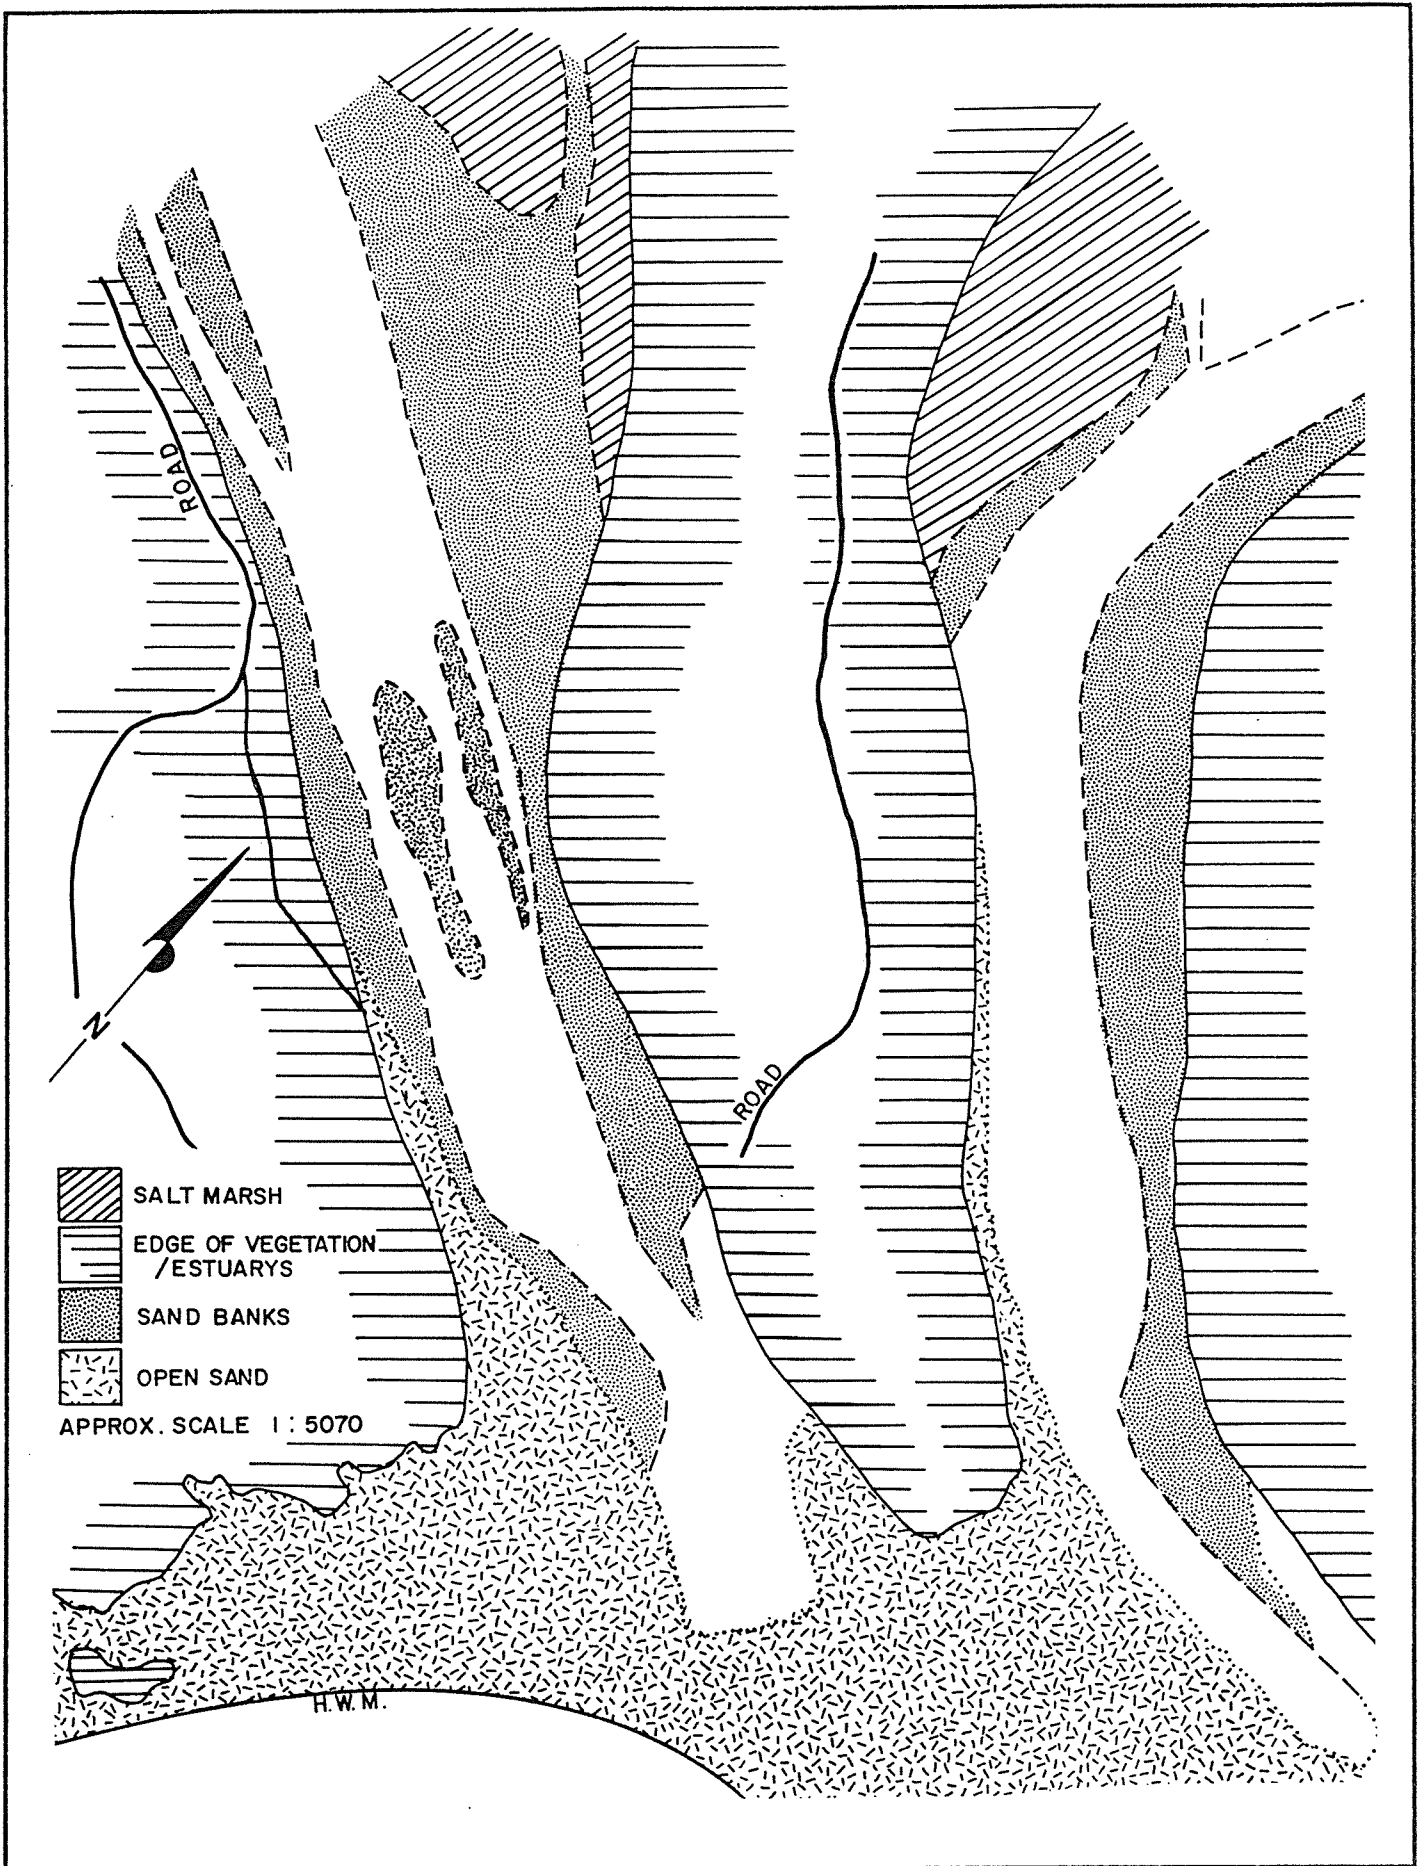 ROAD
N
ROAD
SALT MARSH
EDGE OF VEGETATION
/ESTUARYS
SAND BANKS
OPEN SAND
APPROX. SCALE 1 : 5070
H.W.M.